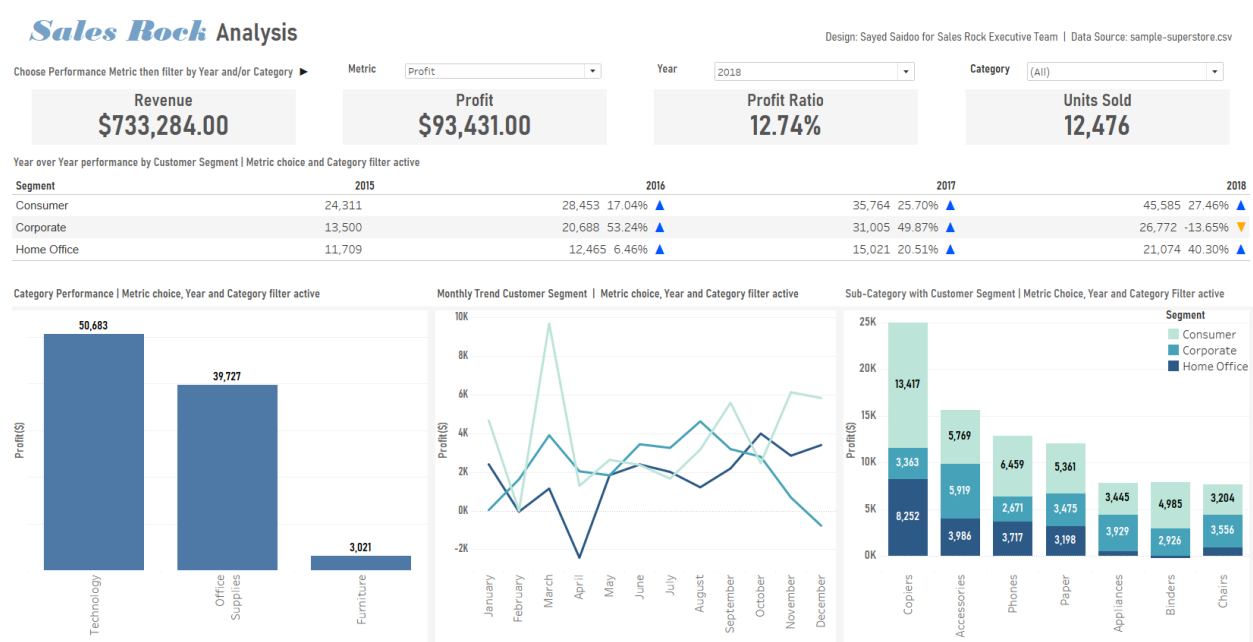 Sales Rock Analysis
Design: Sayed Saidoo for Sales Rock Executive Team | Data Source: sample-superstore.csv
Choose Performance Metric then filter by Year and/or Category ▶
Metric
Profit
Year
2018
Category
(All)
Revenue
$733,284.00
Profit
$93,431.00
Profit Ratio
12.74%
Units Sold
12,476
Year over Year performance by Customer Segment | Metric choice and Category filter active
Segment 2015 2016 2017 2018
Consumer 24,311 28,453 17.04% ▲ 35,764 25.70% ▲ 45,585 27.46% ▲
Corporate 13,500 20,688 53.24% ▲ 31,005 49.87% ▲ 26,772 -13.65% ▼
Home Office 11,709 12,465 6.46% ▲ 15,021 20.51% ▲ 21,074 40.30% ▲
Category Performance | Metric choice, Year and Category filter active
Profit($)
50,683
39,727
3,021
Technology
Office
Supplies
Furniture
Monthly Trend Customer Segment | Metric choice, Year and Category filter active
Profit($)
10K
8K
6K
4K
2K
0K
-2K
January
February
March
April
May
June
July
August
September
October
November
December
Sub-Category with Customer Segment | Metric Choice, Year and Category Filter active
Segment
Consumer
Corporate
Home Office
Profit($)
25K
20K
15K
10K
5K
0K
13,417
3,363
8,252
5,769
5,919
3,986
6,459
2,671
3,717
5,361
3,475
3,198
3,445
3,929
4,985
2,926
3,204
3,556
Copiers
Accessories
Phones
Paper
Appliances
Binders
Chairs